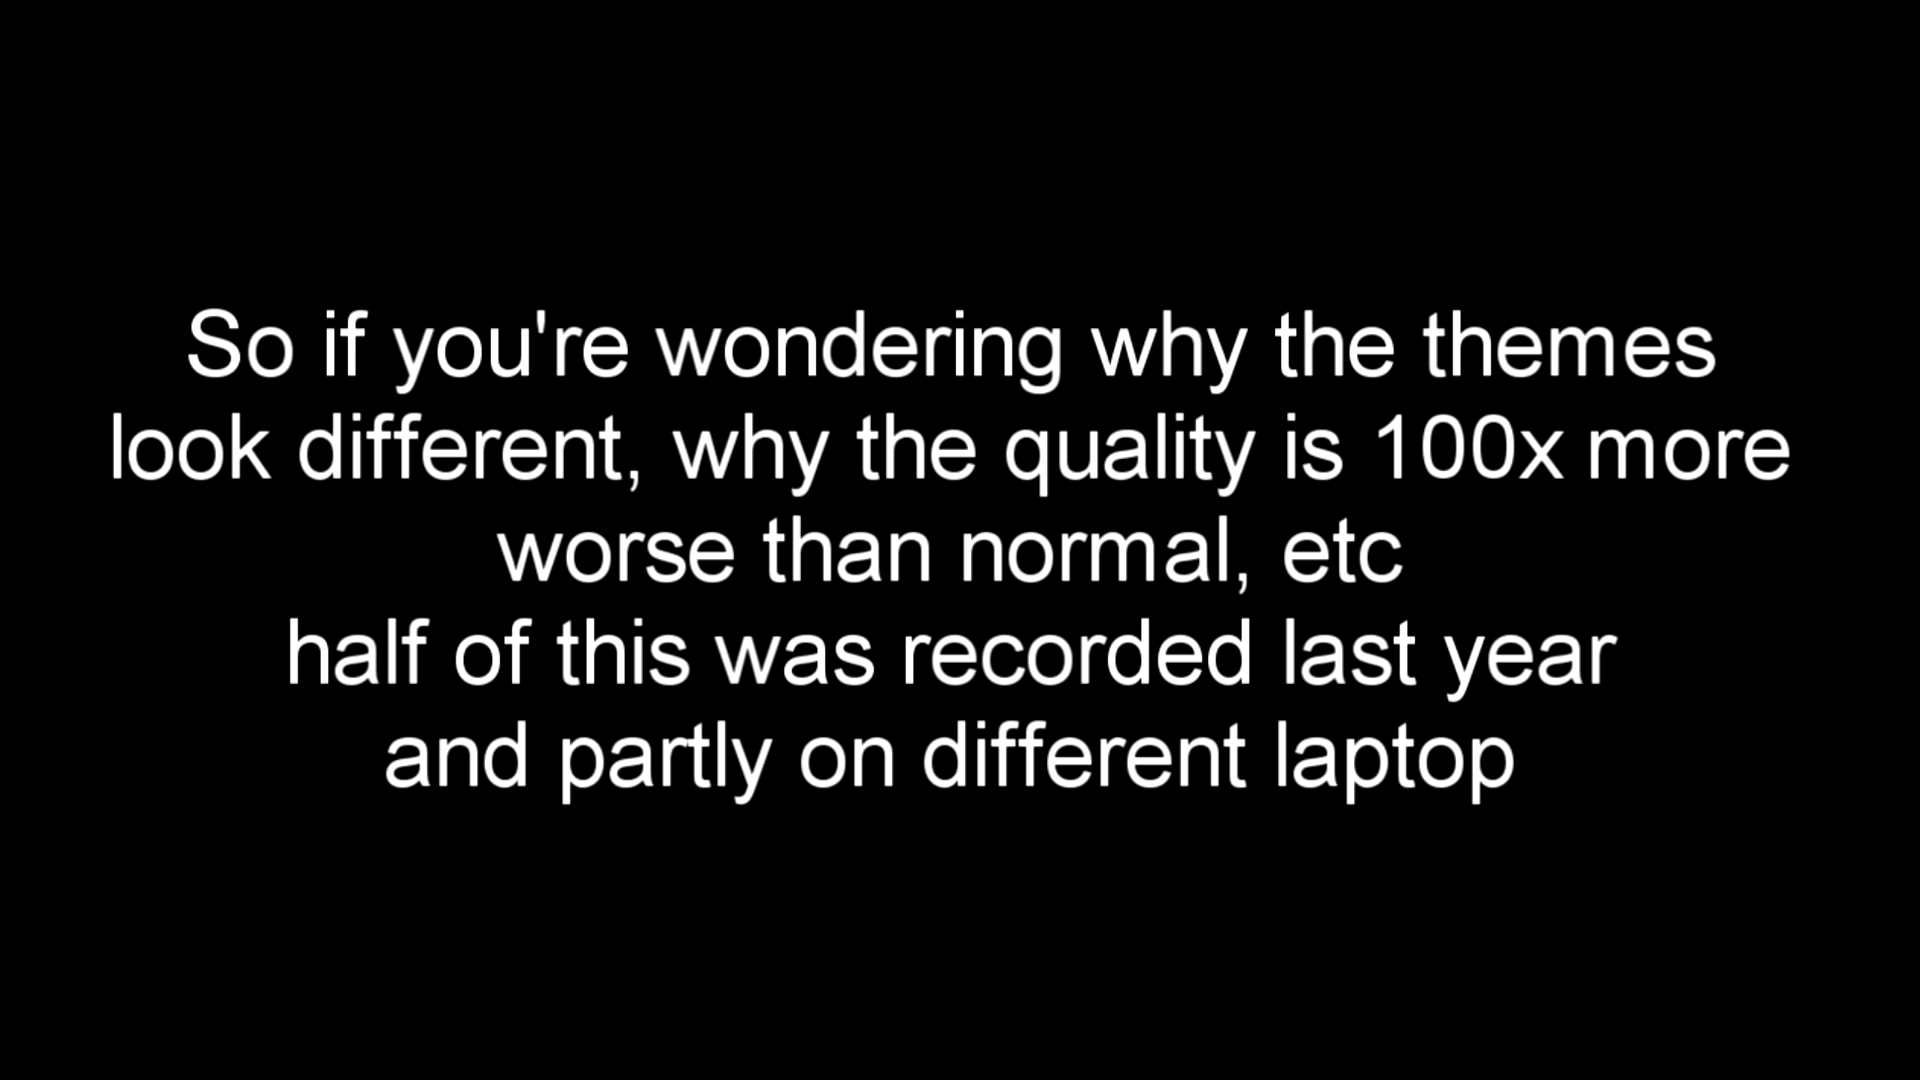 So if you're wondering why the themes
look different, why the quality is 100x more
worse than normal, etc
half of this was recorded last year
and partly on different laptop